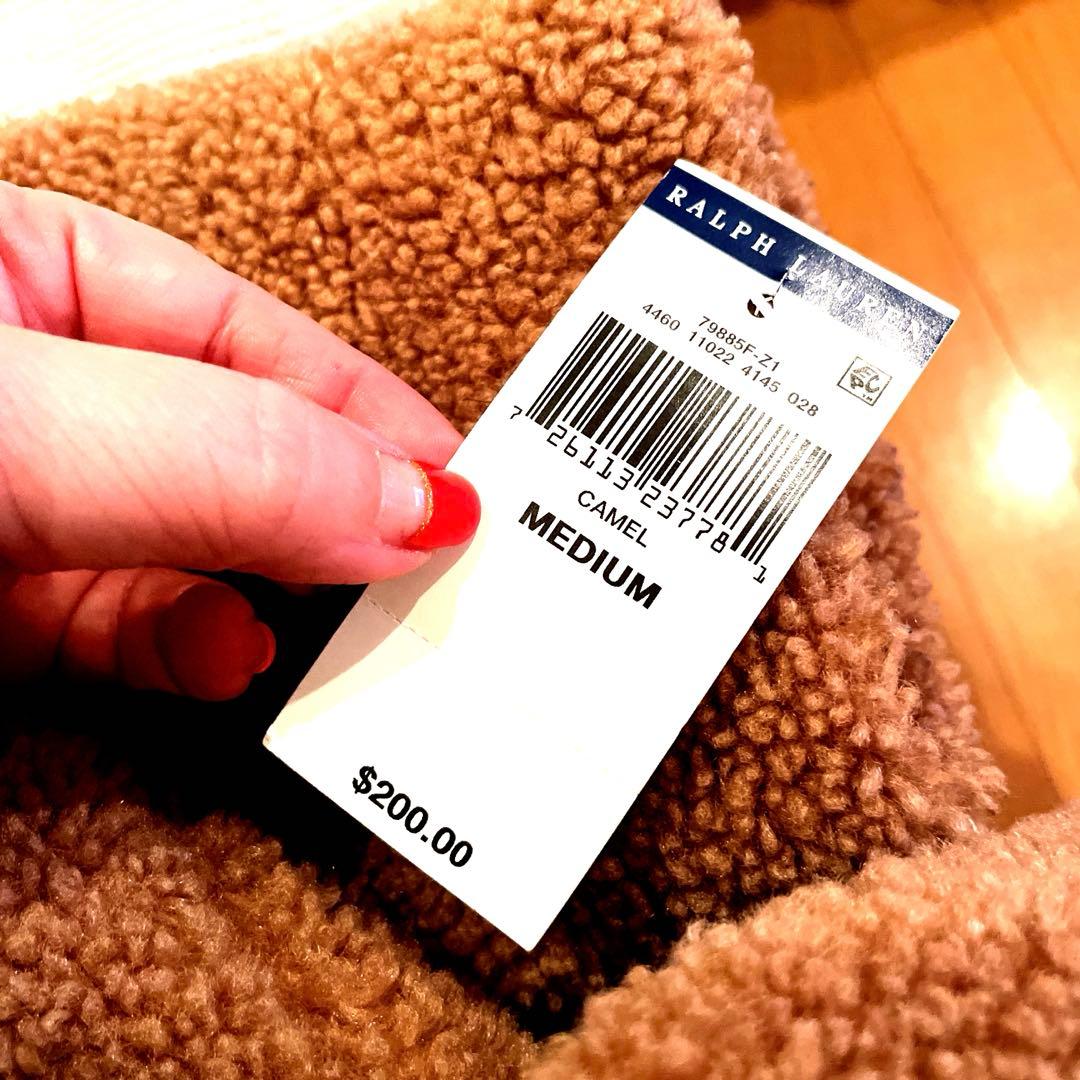 RALPH LAUREN
79885F-Z1
4460 11022 4145 028
7 26113 23778 1
CAMEL
MEDIUM
$200.00